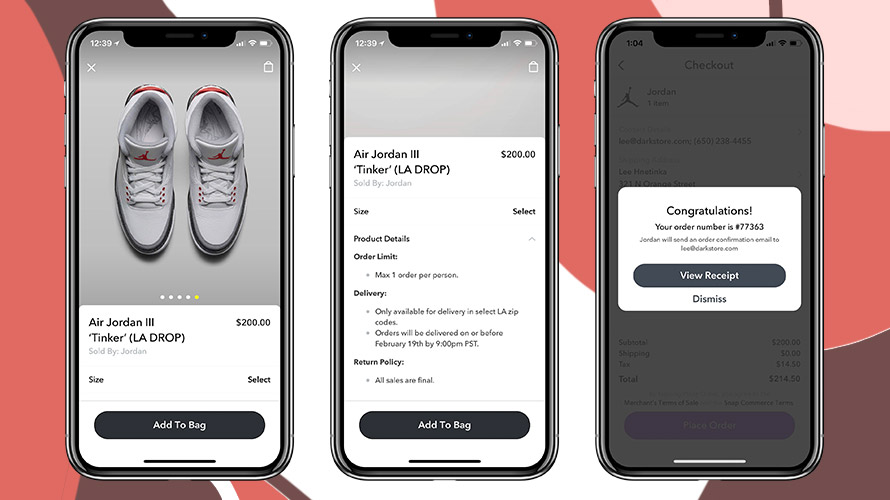 12:39
Air Jordan III
‘Tinker’ (LA DROP)
$200.00
Sold By: Jordan
Size
Select
Add To Bag
12:39
Air Jordan III
‘Tinker’ (LA DROP)
$200.00
Sold By: Jordan
Size
Select
Product Details
Order Limit:
Max 1 order per person.
Delivery:
Only available for delivery in select LA zip
codes.
Orders will be delivered on or before
February 19th by 9:00pm PST.
Return Policy:
All sales are final.
Add To Bag
1:04
Checkout
Jordan
1 item
lee@darkstore.com; (650) 238-4455
Lee Hnetinka
321 N Orange Street
Congratulations!
Your order number is #77363
Jordan will send an order confirmation email to
lee@darkstore.com
View Receipt
Dismiss
Subtotal
$200.00
Shipping
$0.00
Tax
$14.50
Total
$214.50
Merchant's Terms of Sale
Snap Commerce Terms
Place Order